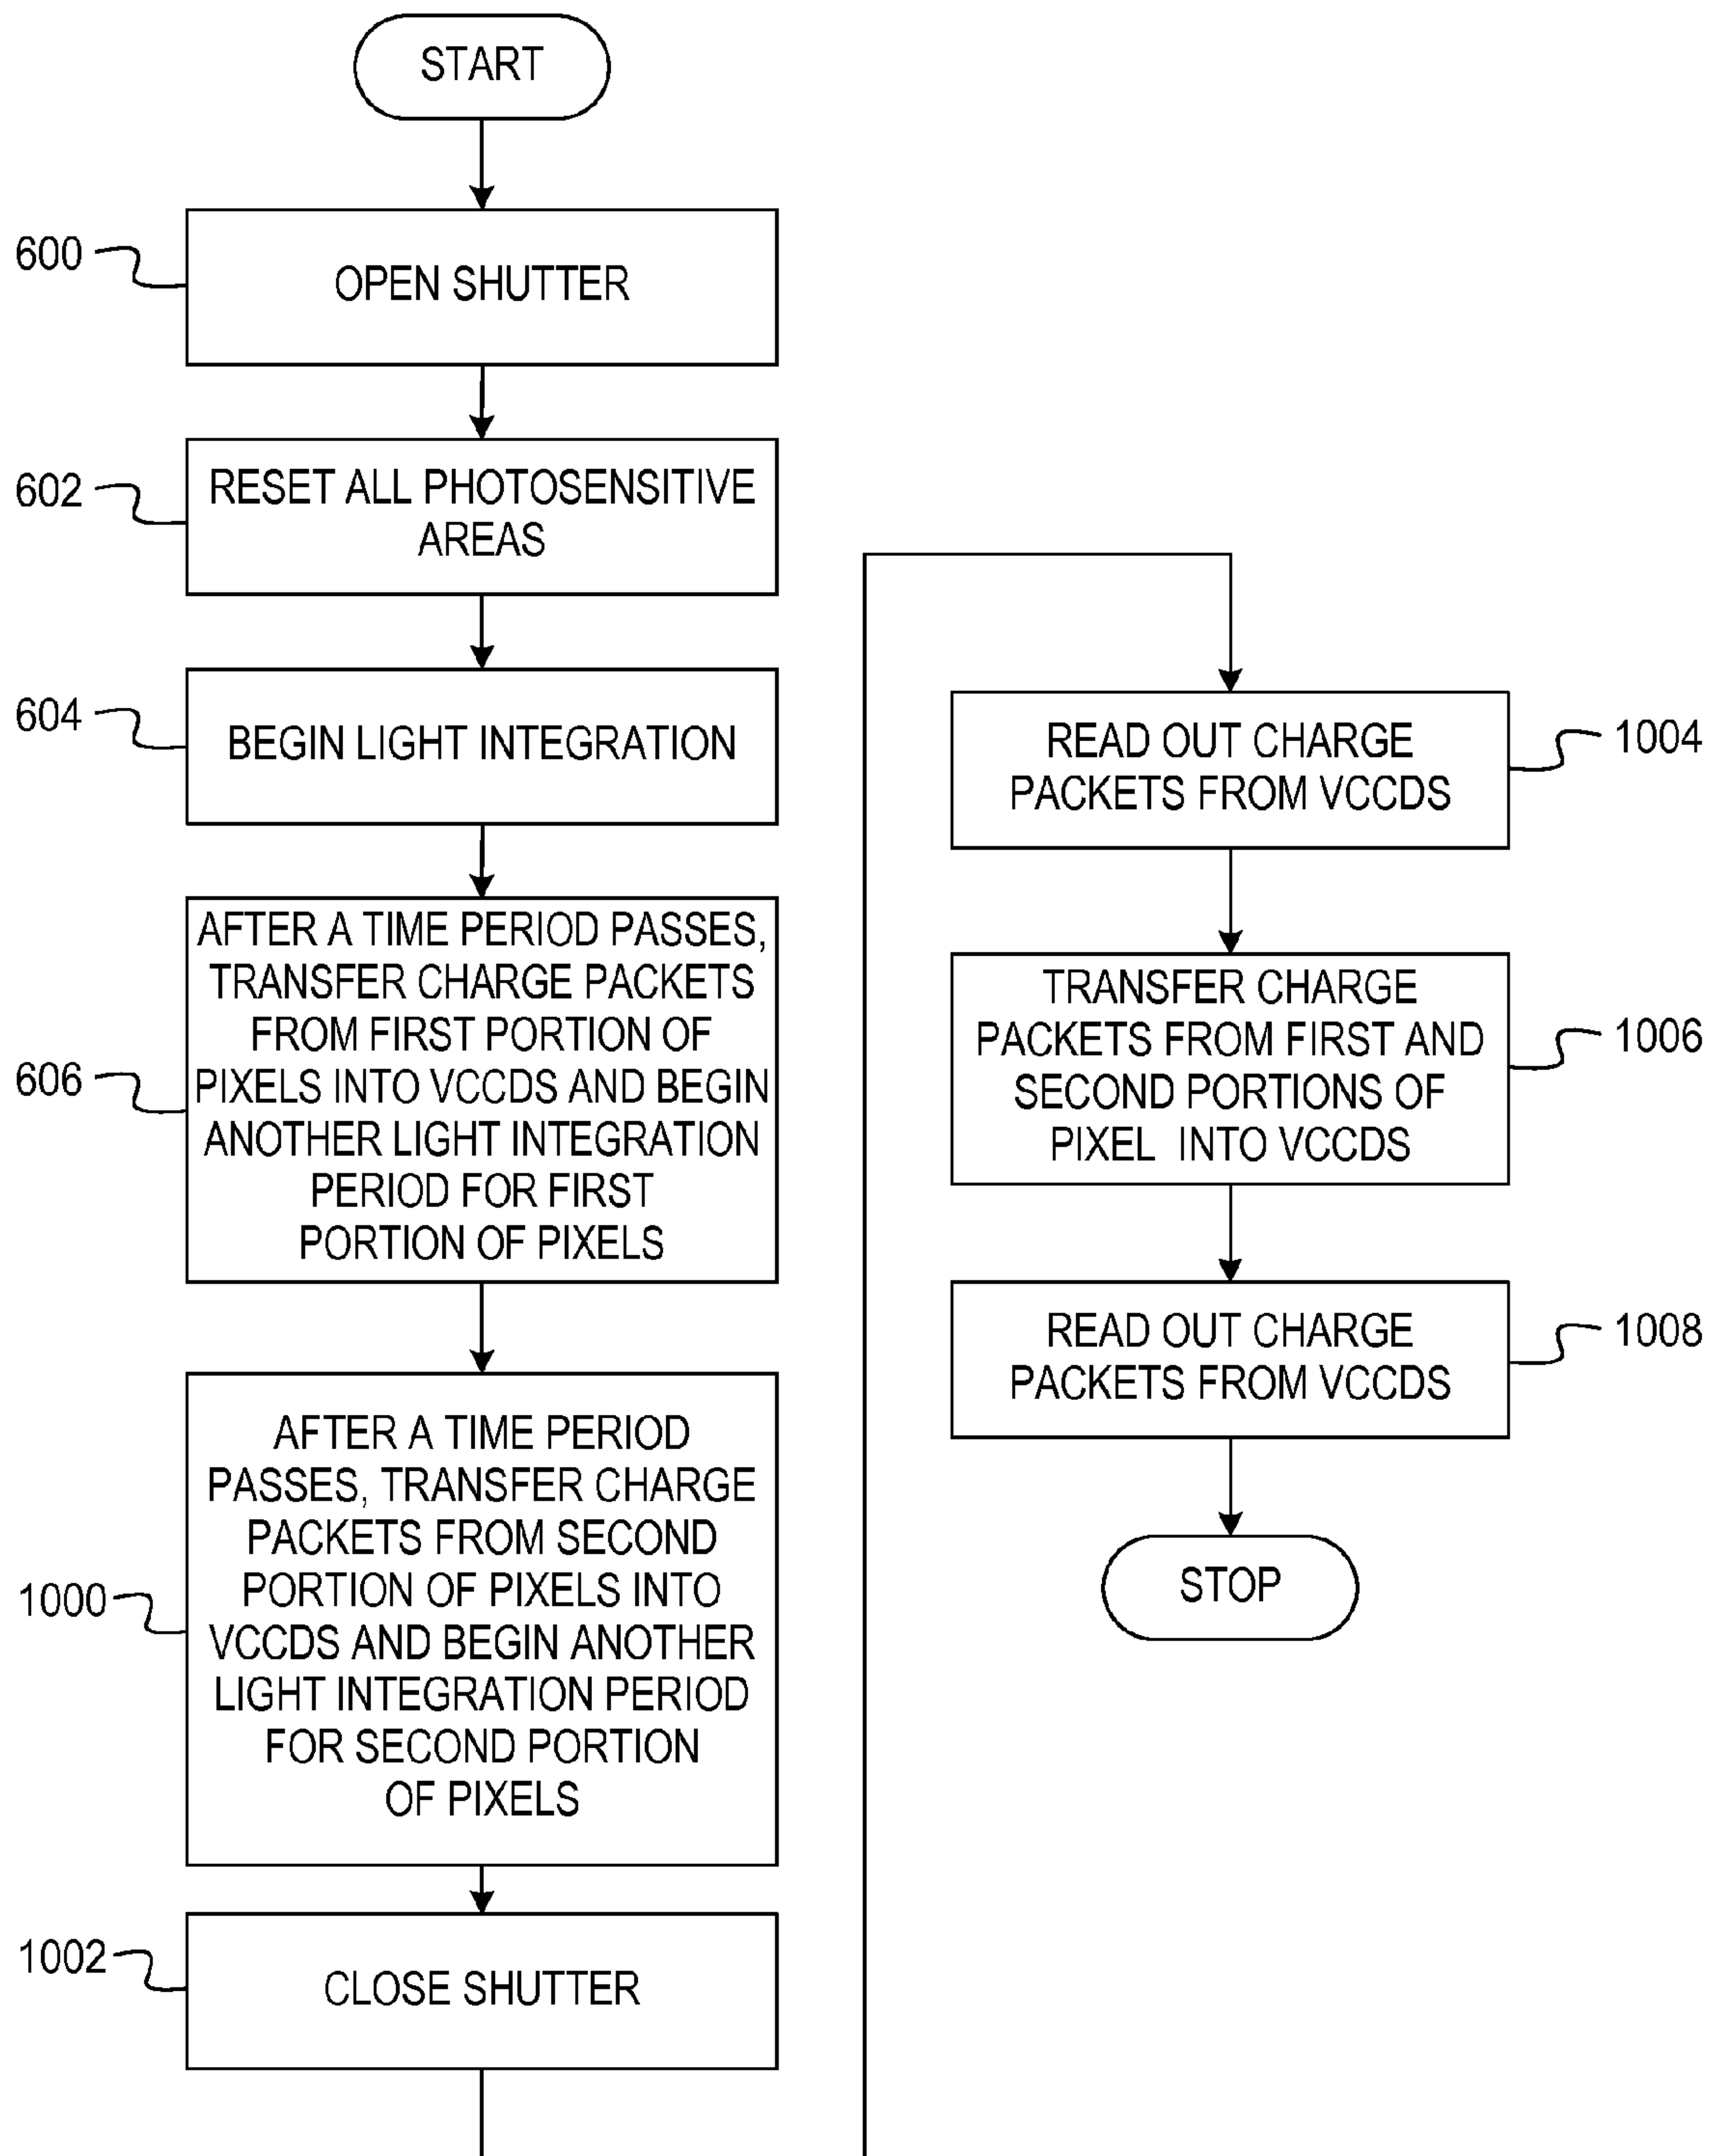 START
600
OPEN SHUTTER
602
RESET ALL PHOTOSENSITIVE
AREAS
604
BEGIN LIGHT INTEGRATION
606
AFTER A TIME PERIOD PASSES,
TRANSFER CHARGE PACKETS
FROM FIRST PORTION OF
PIXELS INTO VCCDS AND BEGIN
ANOTHER LIGHT INTEGRATION
PERIOD FOR FIRST
PORTION OF PIXELS
1000
AFTER A TIME PERIOD
PASSES, TRANSFER CHARGE
PACKETS FROM SECOND
PORTION OF PIXELS INTO
VCCDS AND BEGIN ANOTHER
LIGHT INTEGRATION PERIOD
FOR SECOND PORTION
OF PIXELS
1002
CLOSE SHUTTER
READ OUT CHARGE
PACKETS FROM VCCDS
1004
TRANSFER CHARGE
PACKETS FROM FIRST AND
SECOND PORTIONS OF
PIXEL INTO VCCDS
1006
READ OUT CHARGE
PACKETS FROM VCCDS
1008
STOP